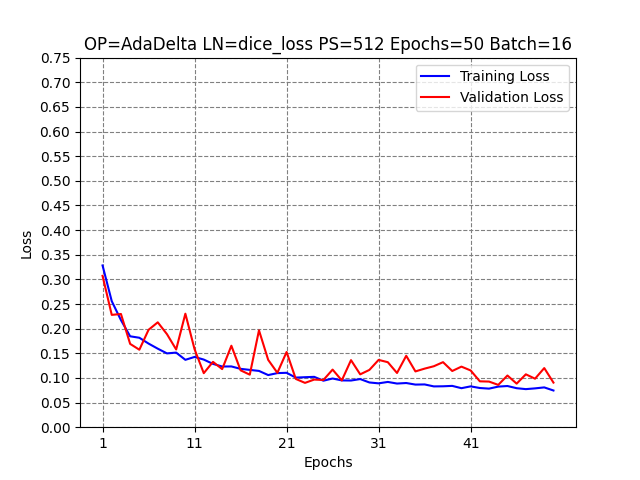 OP=AdaDelta LN=dice_loss PS=512 Epochs=50 Batch=16
Training Loss
Validation Loss
0.75
0.70
0.65
0.60
0.55
0.50
0.45
0.40
0.35
0.30
0.25
0.20
0.15
0.10
0.05
0.00
Loss
1 11 21 31 41
Epochs